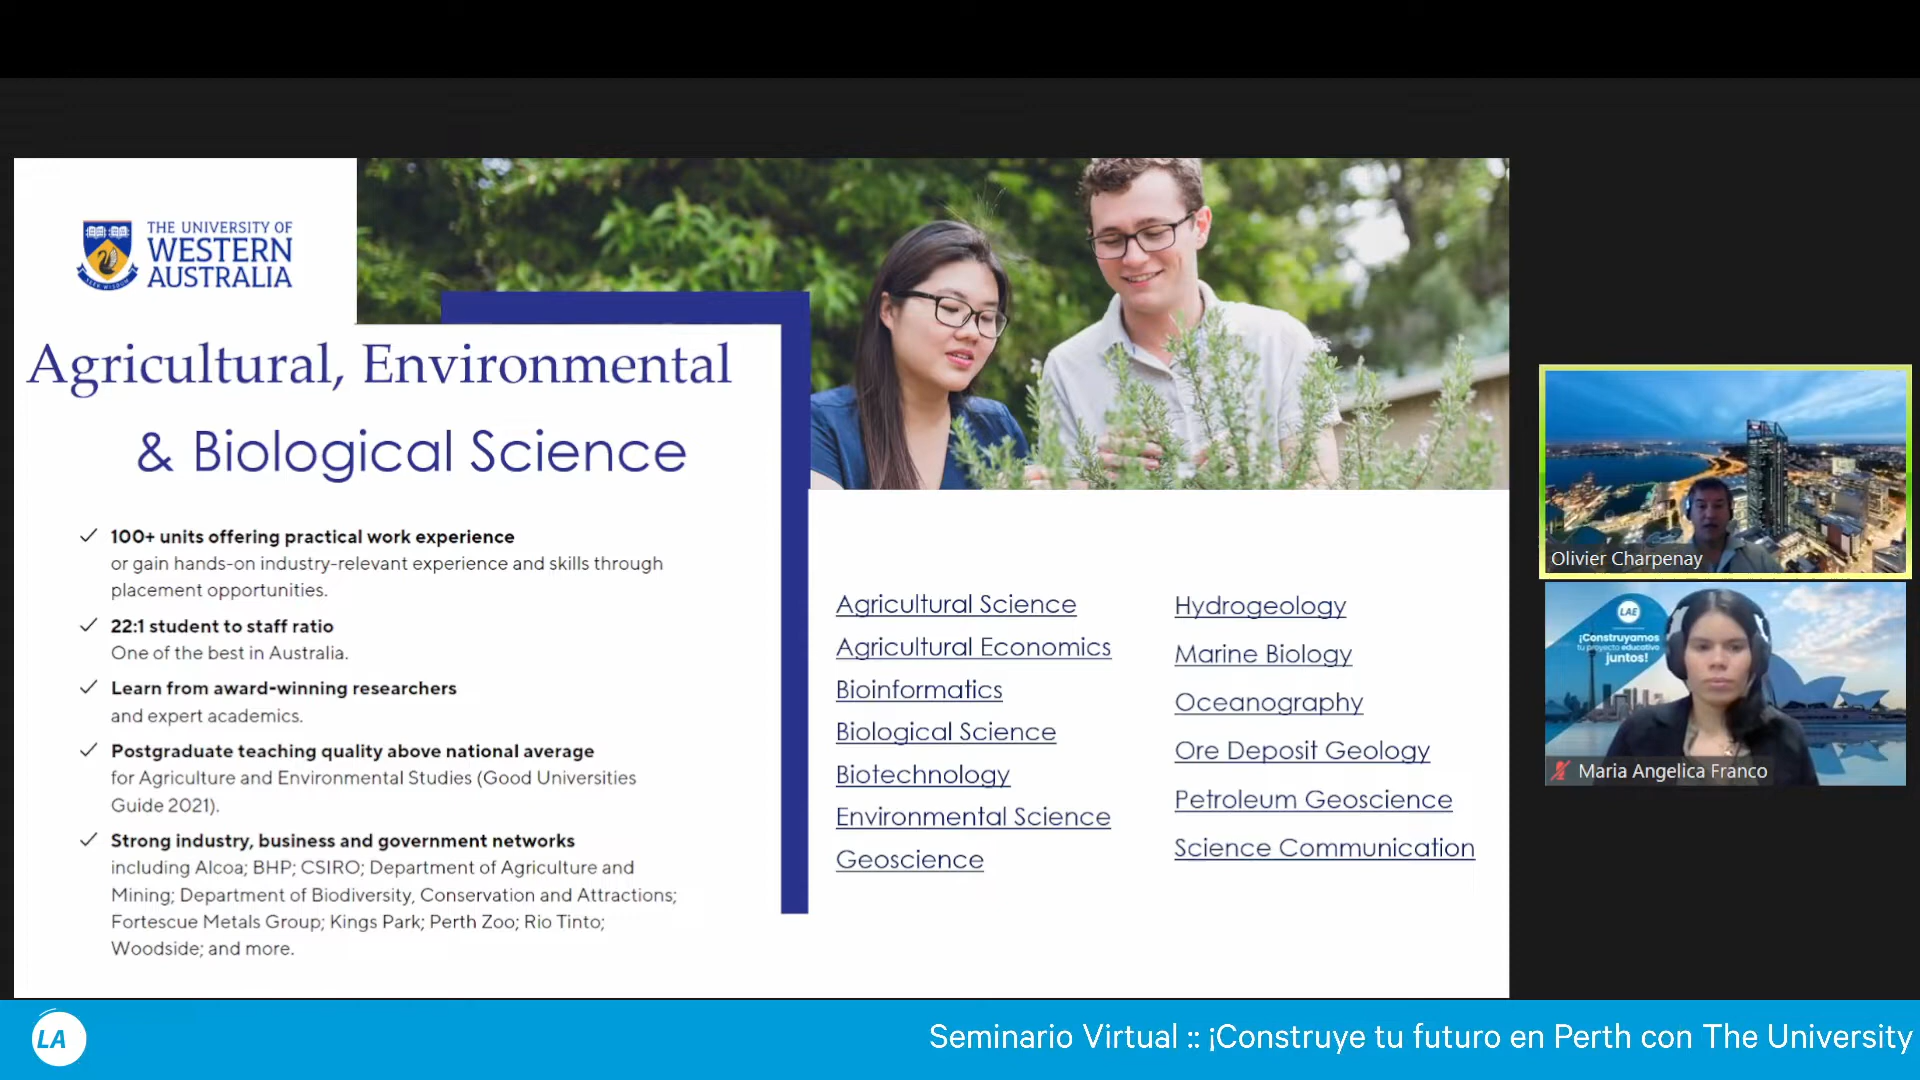 THE UNIVERSITY OF
WESTERN
AUSTRALIA
Agricultural, Environmental
& Biological Science
100+ units offering practical work experience
or gain hands-on industry-relevant experience and skills through
placement opportunities.
22:1 student to staff ratio
One of the best in Australia.
Learn from award-winning researchers
and expert academics.
Postgraduate teaching quality above national average
for Agriculture and Environmental Studies (Good Universities
Guide 2021).
Strong industry, business and government networks
including Alcoa; BHP; CSIRO; Department of Agriculture and
Mining; Department of Biodiversity, Conservation and Attractions;
Fortescue Metals Group; Kings Park; Perth Zoo; Rio Tinto;
Woodside; and more.
Agricultural Science
Agricultural Economics
Bioinformatics
Biological Science
Biotechnology
Environmental Science
Geoscience
Hydrogeology
Marine Biology
Oceanography
Ore Deposit Geology
Petroleum Geoscience
Science Communication
Olivier Charpenay
LAE
¡Construyamos
tu proyecto educativo
juntos!
Maria Angelica Franco
LA
Seminario Virtual :: ¡Construye tu futuro en Perth con The University